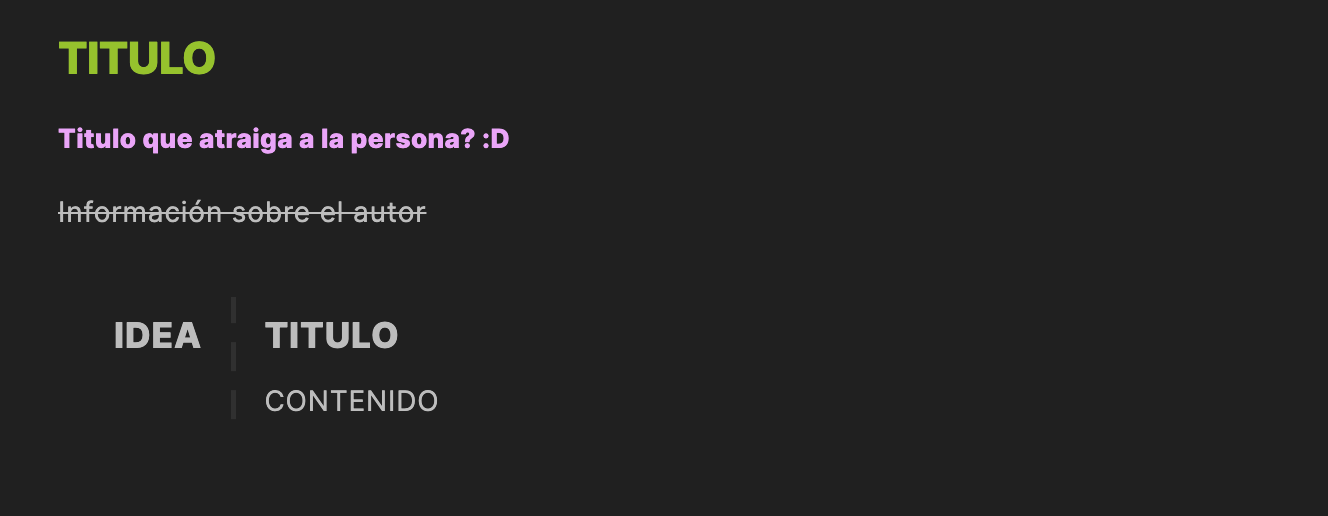 TITULO
Titulo que atraiga a la persona? :D
Información sobre el autor
IDEA
TITULO
CONTENIDO